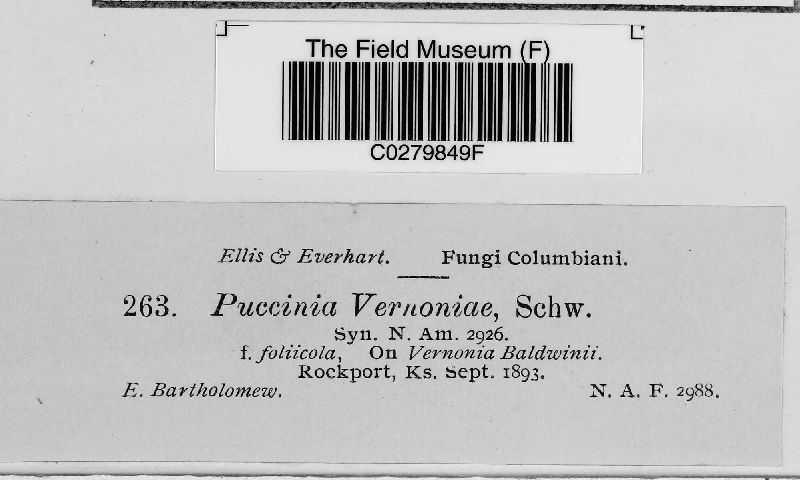 The Field Museum (F)
C0279849F
Ellis & Everhart. Fungi Columbiani.
263. Puccinia Vernoniae, Schw.
Syn. N. Am. 2926.
f. foliicola, On Vernonia Baldwinii.
Rockport, Ks. Sept. 1893.
E. Bartholomew. N. A. F. 2988.